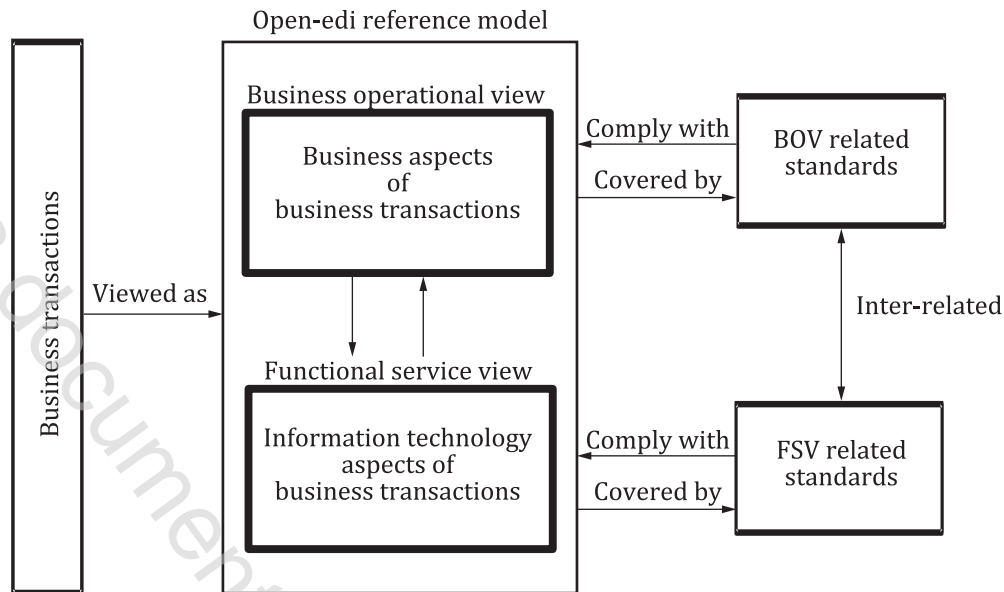 Open-edi reference model
Business transactions
Viewed as
Business operational view
Business aspects
of
business transactions
Functional service view
Information technology
aspects of
business transactions
Comply with
Covered by
BOV related
standards
Inter-related
Comply with
Covered by
FSV related
standards
document